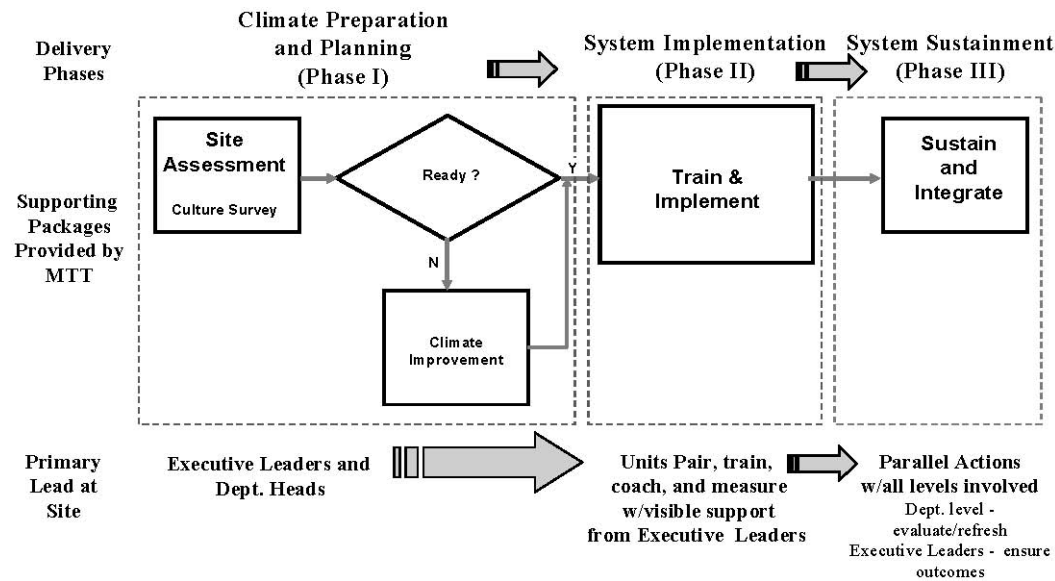 Delivery
Phases
Climate Preparation
and Planning
(Phase I)
System Implementation
(Phase II)
System Sustainment
(Phase III)
Supporting
Packages
Provided by
MTT
Site
Assessment
Culture Survey
Ready ?
Y
N
Climate
Improvement
Train &
Implement
Sustain
and
Integrate
Primary
Lead at
Site
Executive Leaders and
Dept. Heads
Units Pair, train,
coach, and measure
w/visible support
from Executive Leaders
Parallel Actions
w/all levels involved
Dept. level -
evaluate/refresh
Executive Leaders - ensure
outcomes